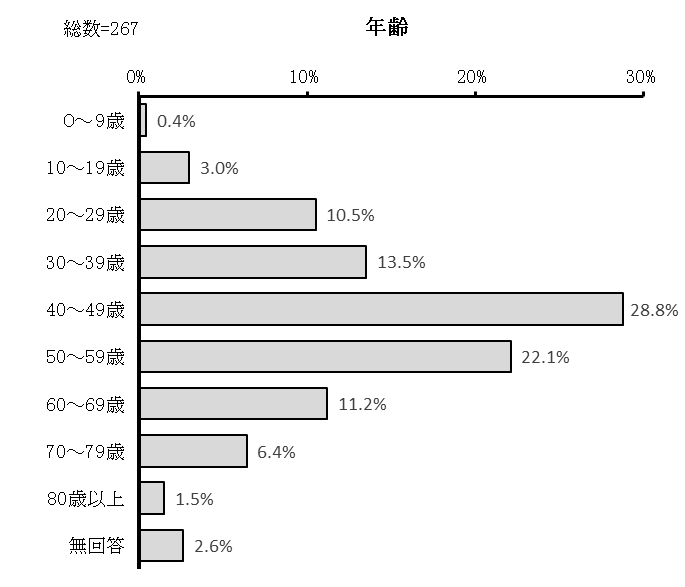 総数=267
年齢
0% 10% 20% 30%
0～9歳 0.4%
10～19歳 3.0%
20～29歳 10.5%
30～39歳 13.5%
40～49歳 28.8%
50～59歳 22.1%
60～69歳 11.2%
70～79歳 6.4%
80歳以上 1.5%
無回答 2.6%